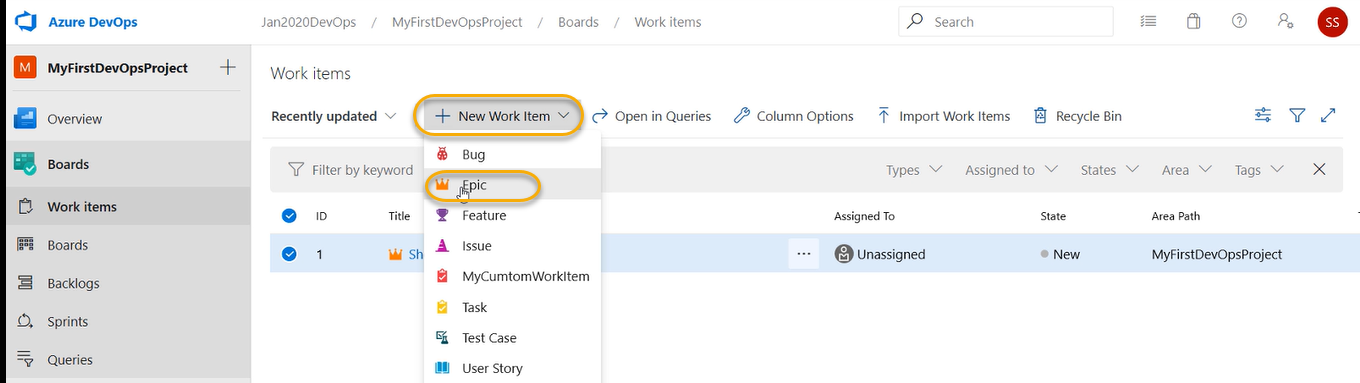 Azure DevOps
Jan2020DevOps / MyFirstDevOpsProject / Boards / Work items
Search
SS
M MyFirstDevOpsProject
Work items
Overview
Recently updated
New Work Item
Open in Queries
Column Options
Import Work Items
Recycle Bin
Boards
Bug
Filter by keyword
Types
Assigned to
States
Area
Tags
Epic
Work items
ID
Title
Feature
Assigned To
State
Area Path
Boards
Issue
1
Sh
Unassigned
New
MyFirstDevOpsProject
Backlogs
MyCumtomWorkItem
Sprints
Task
Test Case
Queries
User Story